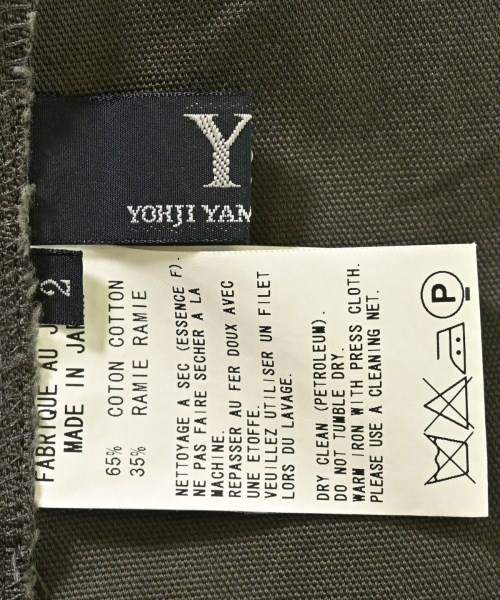 Y
YOHJI YAM
2
FABRIQUE AU J
MADE IN JAPA
65% COTON COTTON
35% RAMIE RAMIE
NETTOYAGE A SEC (ESSENCE F).
NE PAS FAIRE SECHER A LA
MACHINE.
REPASSER AU FER DOUX AVEC
UNE ETOFFE.
VEUILLEZ UTILISER UN FILET
LORS DU LAVAGE.
DRY CLEAN (PETROLEUM).
DO NOT TUMBLE DRY.
WARM IRON WITH PRESS CLOTH.
PLEASE USE A CLEANING NET.
P